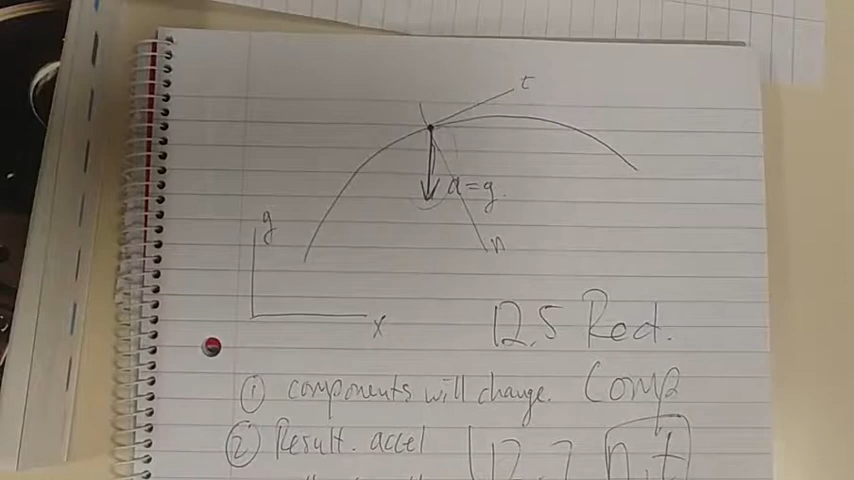 t
a=g.
y
n
x
12.5 Rect.
① components will change. Comp
② Result. accel 12.7 n,t